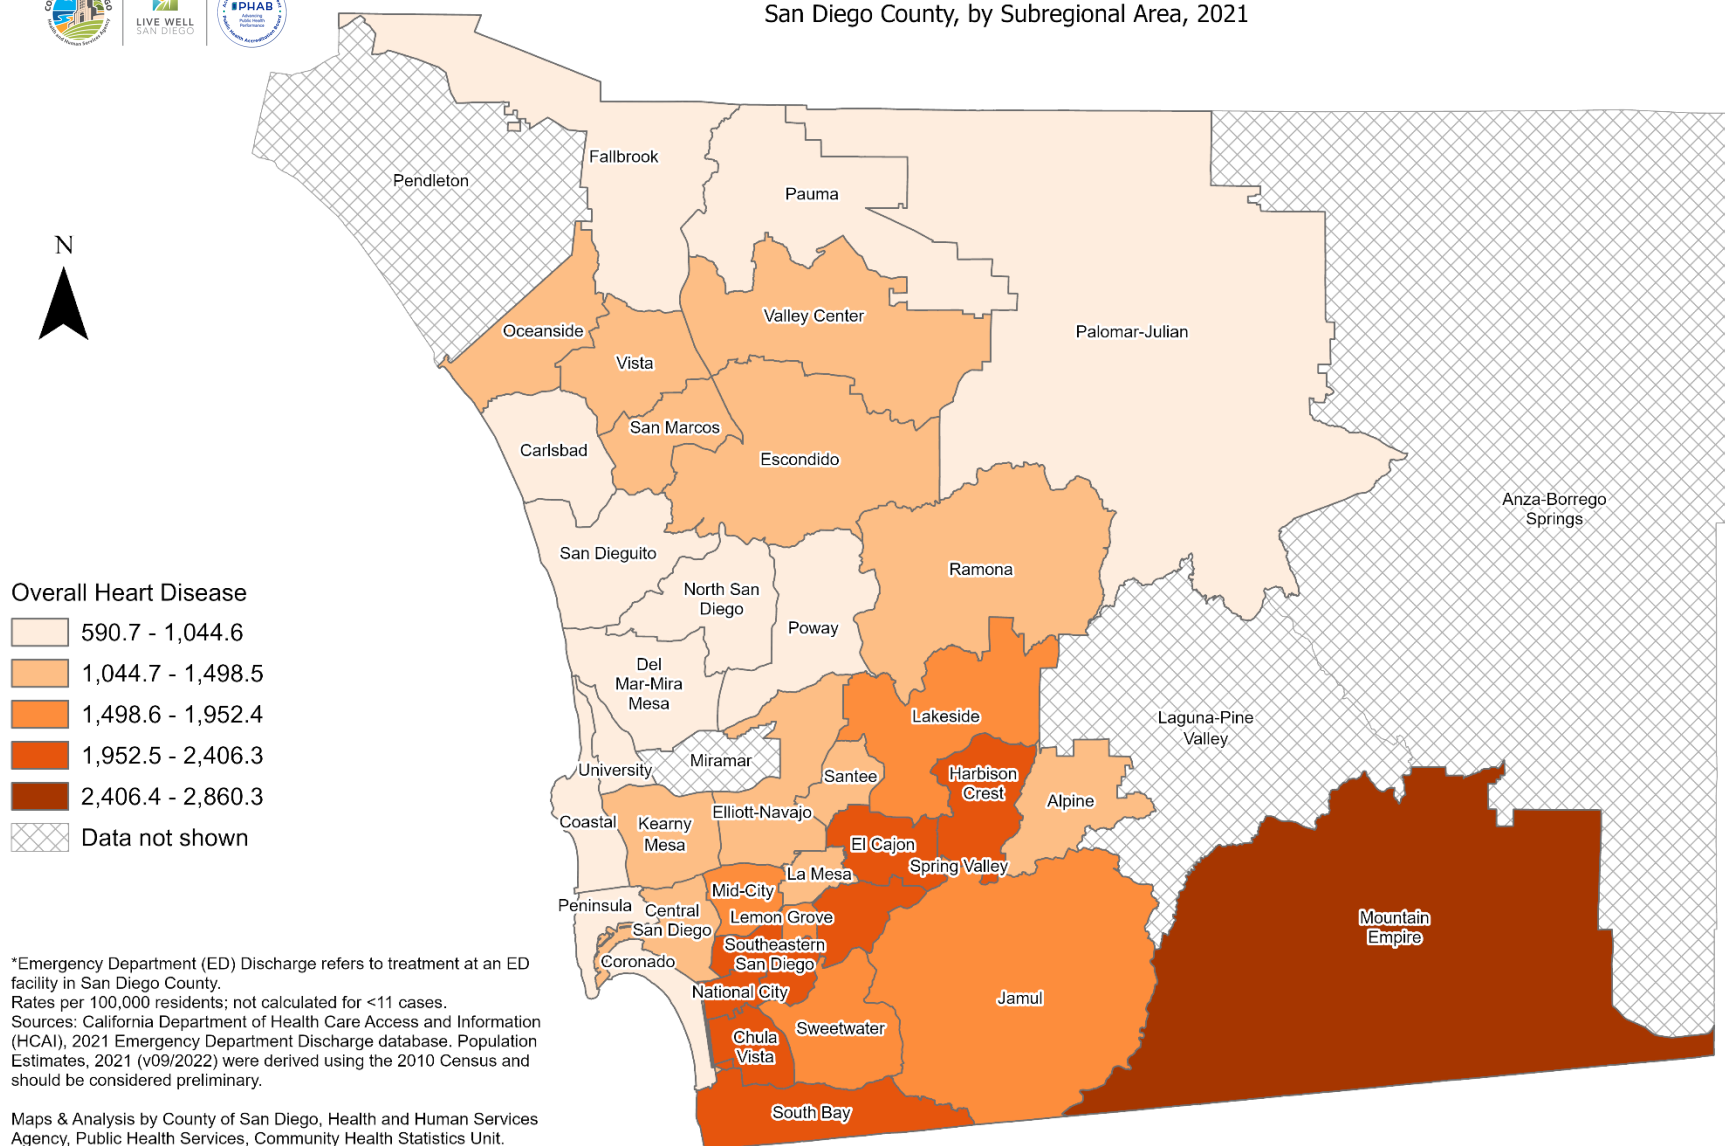 PHAB
Advancing
Public Health
Performance
LIVE WELL
SAN DIEGO
San Diego County, by Subregional Area, 2021
N
Fallbrook
Pendleton
Pauma
Valley Center
Oceanside
Palomar-Julian
Vista
San Marcos
Carlsbad
Escondido
Anza-Borrego
Springs
San Dieguito
Ramona
North San
Diego
Poway
Del
Mar-Mira
Mesa
Lakeside
Laguna-Pine
Valley
Miramar
University
Santee
Harbison
Crest
Alpine
Elliott-Navajo
Coastal
Kearny
Mesa
El Cajon
Spring Valley
La Mesa
Mid-City
Peninsula
Central
San Diego
Lemon Grove
Mountain
Empire
Southeastern
San Diego
Coronado
National City
Jamul
Sweetwater
Chula
Vista
South Bay
Overall Heart Disease
590.7 - 1,044.6
1,044.7 - 1,498.5
1,498.6 - 1,952.4
1,952.5 - 2,406.3
2,406.4 - 2,860.3
Data not shown
*Emergency Department (ED) Discharge refers to treatment at an ED
facility in San Diego County.
Rates per 100,000 residents; not calculated for <11 cases.
Sources: California Department of Health Care Access and Information
(HCAI), 2021 Emergency Department Discharge database. Population
Estimates, 2021 (v09/2022) were derived using the 2010 Census and
should be considered preliminary.
Maps & Analysis by County of San Diego, Health and Human Services
Agency, Public Health Services, Community Health Statistics Unit.